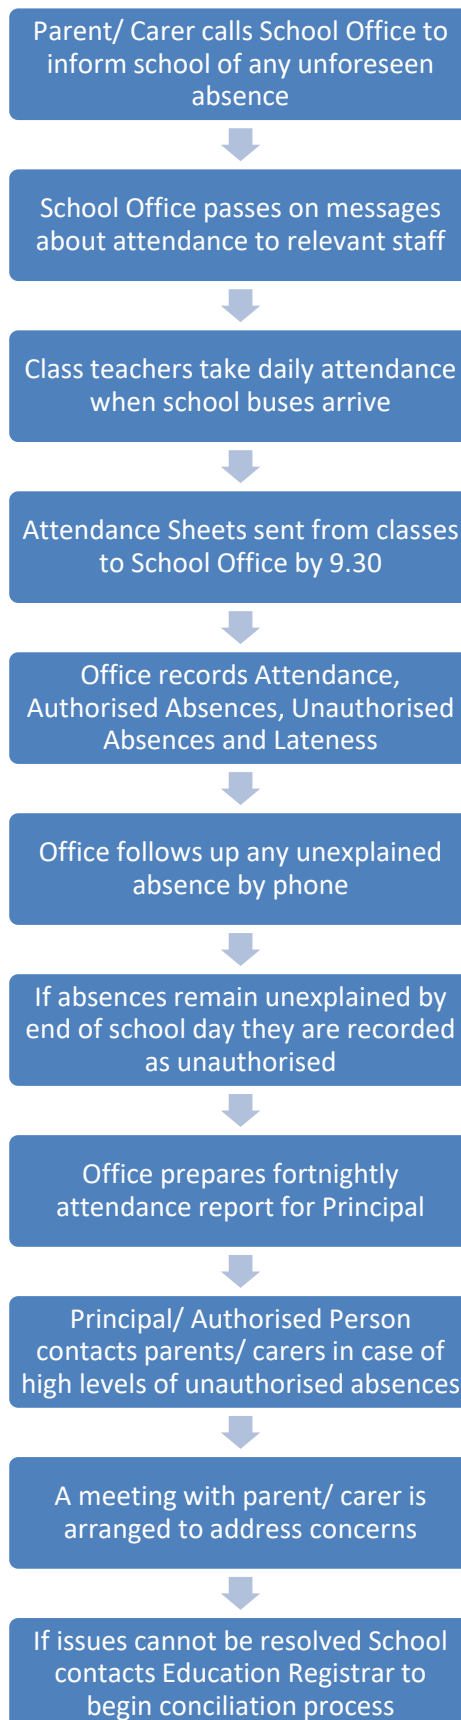 Parent/ Carer calls School Office to
inform school of any unforeseen
absence
School Office passes on messages
about attendance to relevant staff
Class teachers take daily attendance
when school buses arrive
Attendance Sheets sent from classes
to School Office by 9.30
Office records Attendance,
Authorised Absences, Unauthorised
Absences and Lateness
Office follows up any unexplained
absence by phone
If absences remain unexplained by
end of school day they are recorded
as unauthorised
Office prepares fortnightly
attendance report for Principal
Principal/ Authorised Person
contacts parents/ carers in case of
high levels of unauthorised absences
A meeting with parent/ carer is
arranged to address concerns
If issues cannot be resolved School
contacts Education Registrar to
begin conciliation process